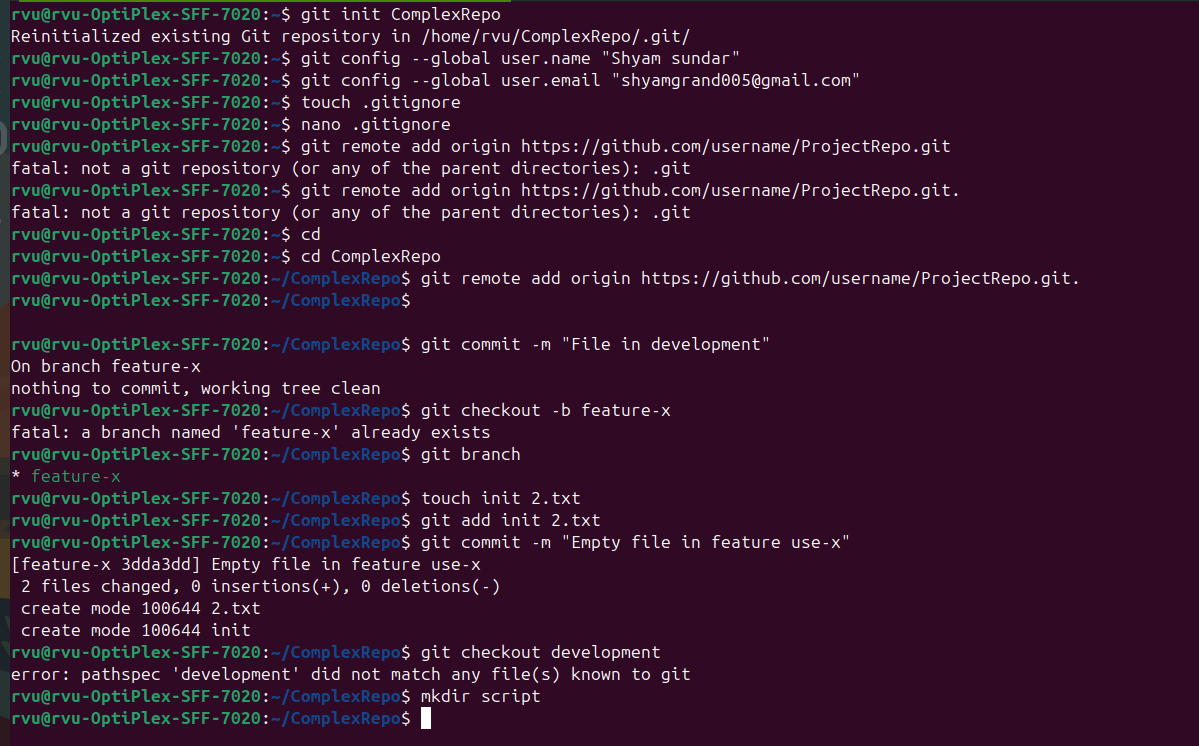 rvu@rvu-OptiPlex-SFF-7020:~$ git init ComplexRepo
Reinitialized existing Git repository in /home/rvu/ComplexRepo/.git/
rvu@rvu-OptiPlex-SFF-7020:~$ git config --global user.name "Shyam sundar"
rvu@rvu-OptiPlex-SFF-7020:~$ git config --global user.email "shyamgrand005@gmail.com"
rvu@rvu-OptiPlex-SFF-7020:~$ touch .gitignore
rvu@rvu-OptiPlex-SFF-7020:~$ nano .gitignore
rvu@rvu-OptiPlex-SFF-7020:~$ git remote add origin https://github.com/username/ProjectRepo.git
fatal: not a git repository (or any of the parent directories): .git
rvu@rvu-OptiPlex-SFF-7020:~$ git remote add origin https://github.com/username/ProjectRepo.git.
fatal: not a git repository (or any of the parent directories): .git
rvu@rvu-OptiPlex-SFF-7020:~$ cd
rvu@rvu-OptiPlex-SFF-7020:~$ cd ComplexRepo
rvu@rvu-OptiPlex-SFF-7020:~/ComplexRepo$ git remote add origin https://github.com/username/ProjectRepo.git.
rvu@rvu-OptiPlex-SFF-7020:~/ComplexRepo$
rvu@rvu-OptiPlex-SFF-7020:~/ComplexRepo$ git commit -m "File in development"
On branch feature-x
nothing to commit, working tree clean
rvu@rvu-OptiPlex-SFF-7020:~/ComplexRepo$ git checkout -b feature-x
fatal: a branch named 'feature-x' already exists
rvu@rvu-OptiPlex-SFF-7020:~/ComplexRepo$ git branch
* feature-x
rvu@rvu-OptiPlex-SFF-7020:~/ComplexRepo$ touch init 2.txt
rvu@rvu-OptiPlex-SFF-7020:~/ComplexRepo$ git add init 2.txt
rvu@rvu-OptiPlex-SFF-7020:~/ComplexRepo$ git commit -m "Empty file in feature use-x"
[feature-x 3dda3dd] Empty file in feature use-x
2 files changed, 0 insertions(+), 0 deletions(-)
create mode 100644 2.txt
create mode 100644 init
rvu@rvu-OptiPlex-SFF-7020:~/ComplexRepo$ git checkout development
error: pathspec 'development' did not match any file(s) known to git
rvu@rvu-OptiPlex-SFF-7020:~/ComplexRepo$ mkdir script
rvu@rvu-OptiPlex-SFF-7020:~/ComplexRepo$